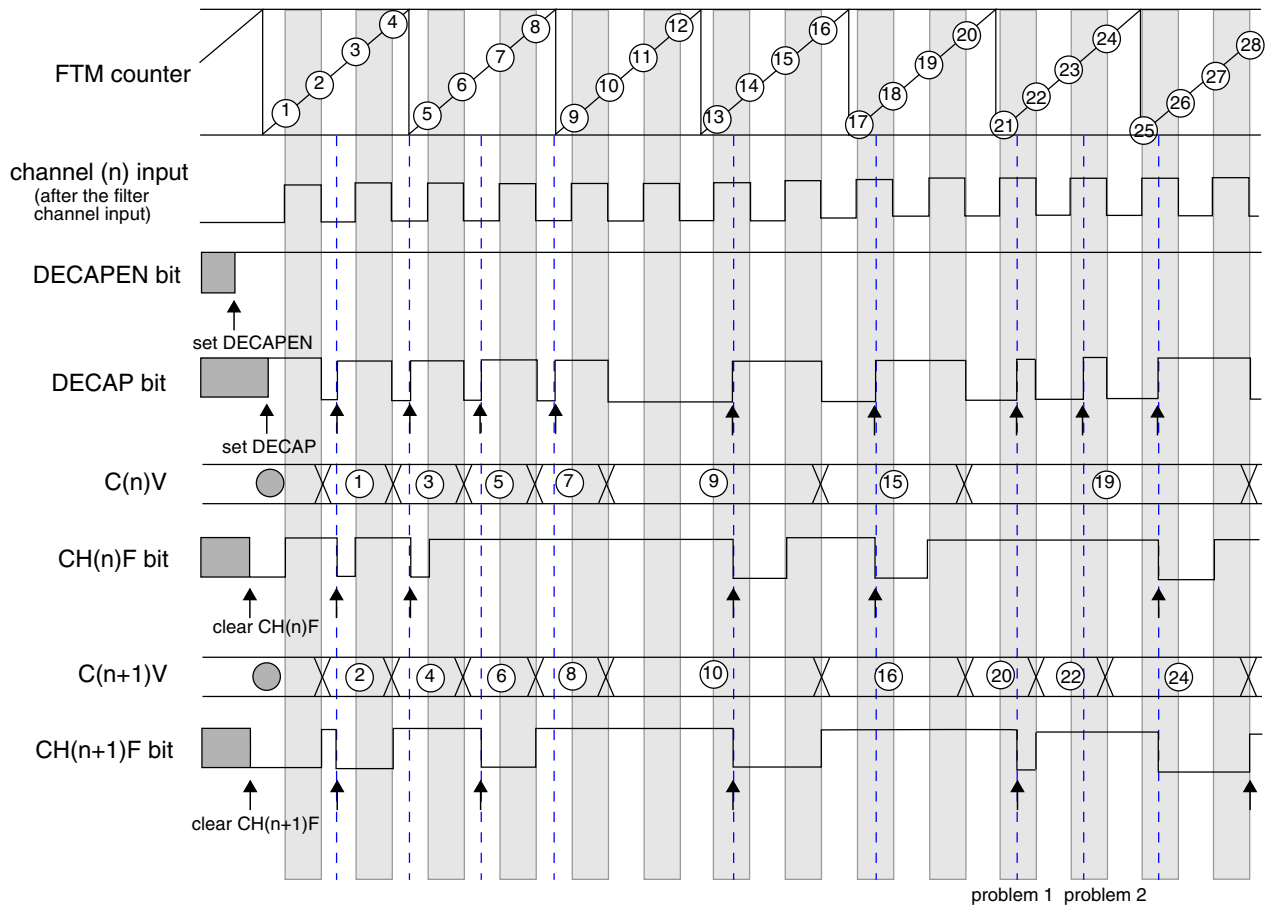 4 8 12 16 20 24 28
3 7 11 15 19 23 27
FTM counter
2 6 10 14 18 22 26
1 5 9 13 17 21 25
channel (n) input
(after the filter
channel input)
DECAPEN bit
set DECAPEN
DECAP bit
set DECAP
C(n)V 1 3 5 7 9 15 19
CH(n)F bit
clear CH(n)F
C(n+1)V 2 4 6 8 10 16 20 22 24
CH(n+1)F bit
clear CH(n+1)F
problem 1 problem 2